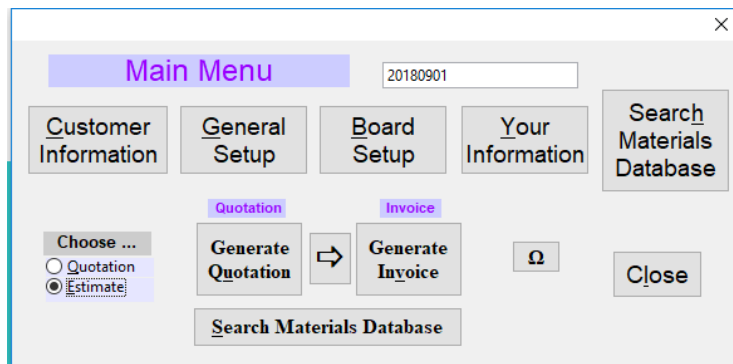 Main Menu
20180901
Customer
Information
General
Setup
Board
Setup
Your
Information
Search
Materials
Database
Quotation
Invoice
Choose ...
Quotation
Estimate
Generate
Quotation
Generate
Invoice
Ω
Close
Search Materials Database